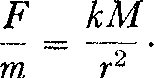 F/m = kM/r².